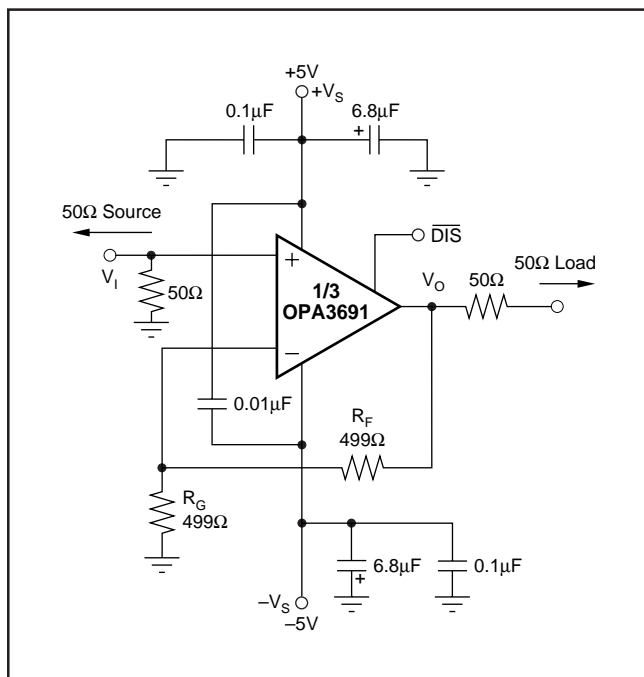 +5V
+V_S
0.1μF
6.8μF
+
50Ω Source
D̅I̅S̅
V_I
50Ω
+
1/3
OPA3691
−
V_O
50Ω
50Ω Load
0.01μF
R_F
499Ω
R_G
499Ω
6.8μF
+
0.1μF
−V_S
−5V